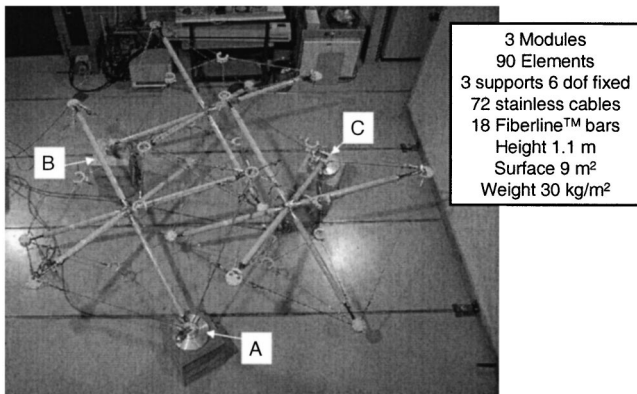 3 Modules
90 Elements
3 supports 6 dof fixed
72 stainless cables
18 Fiberline™ bars
Height 1.1 m
Surface 9 m²
Weight 30 kg/m²
C
B
A